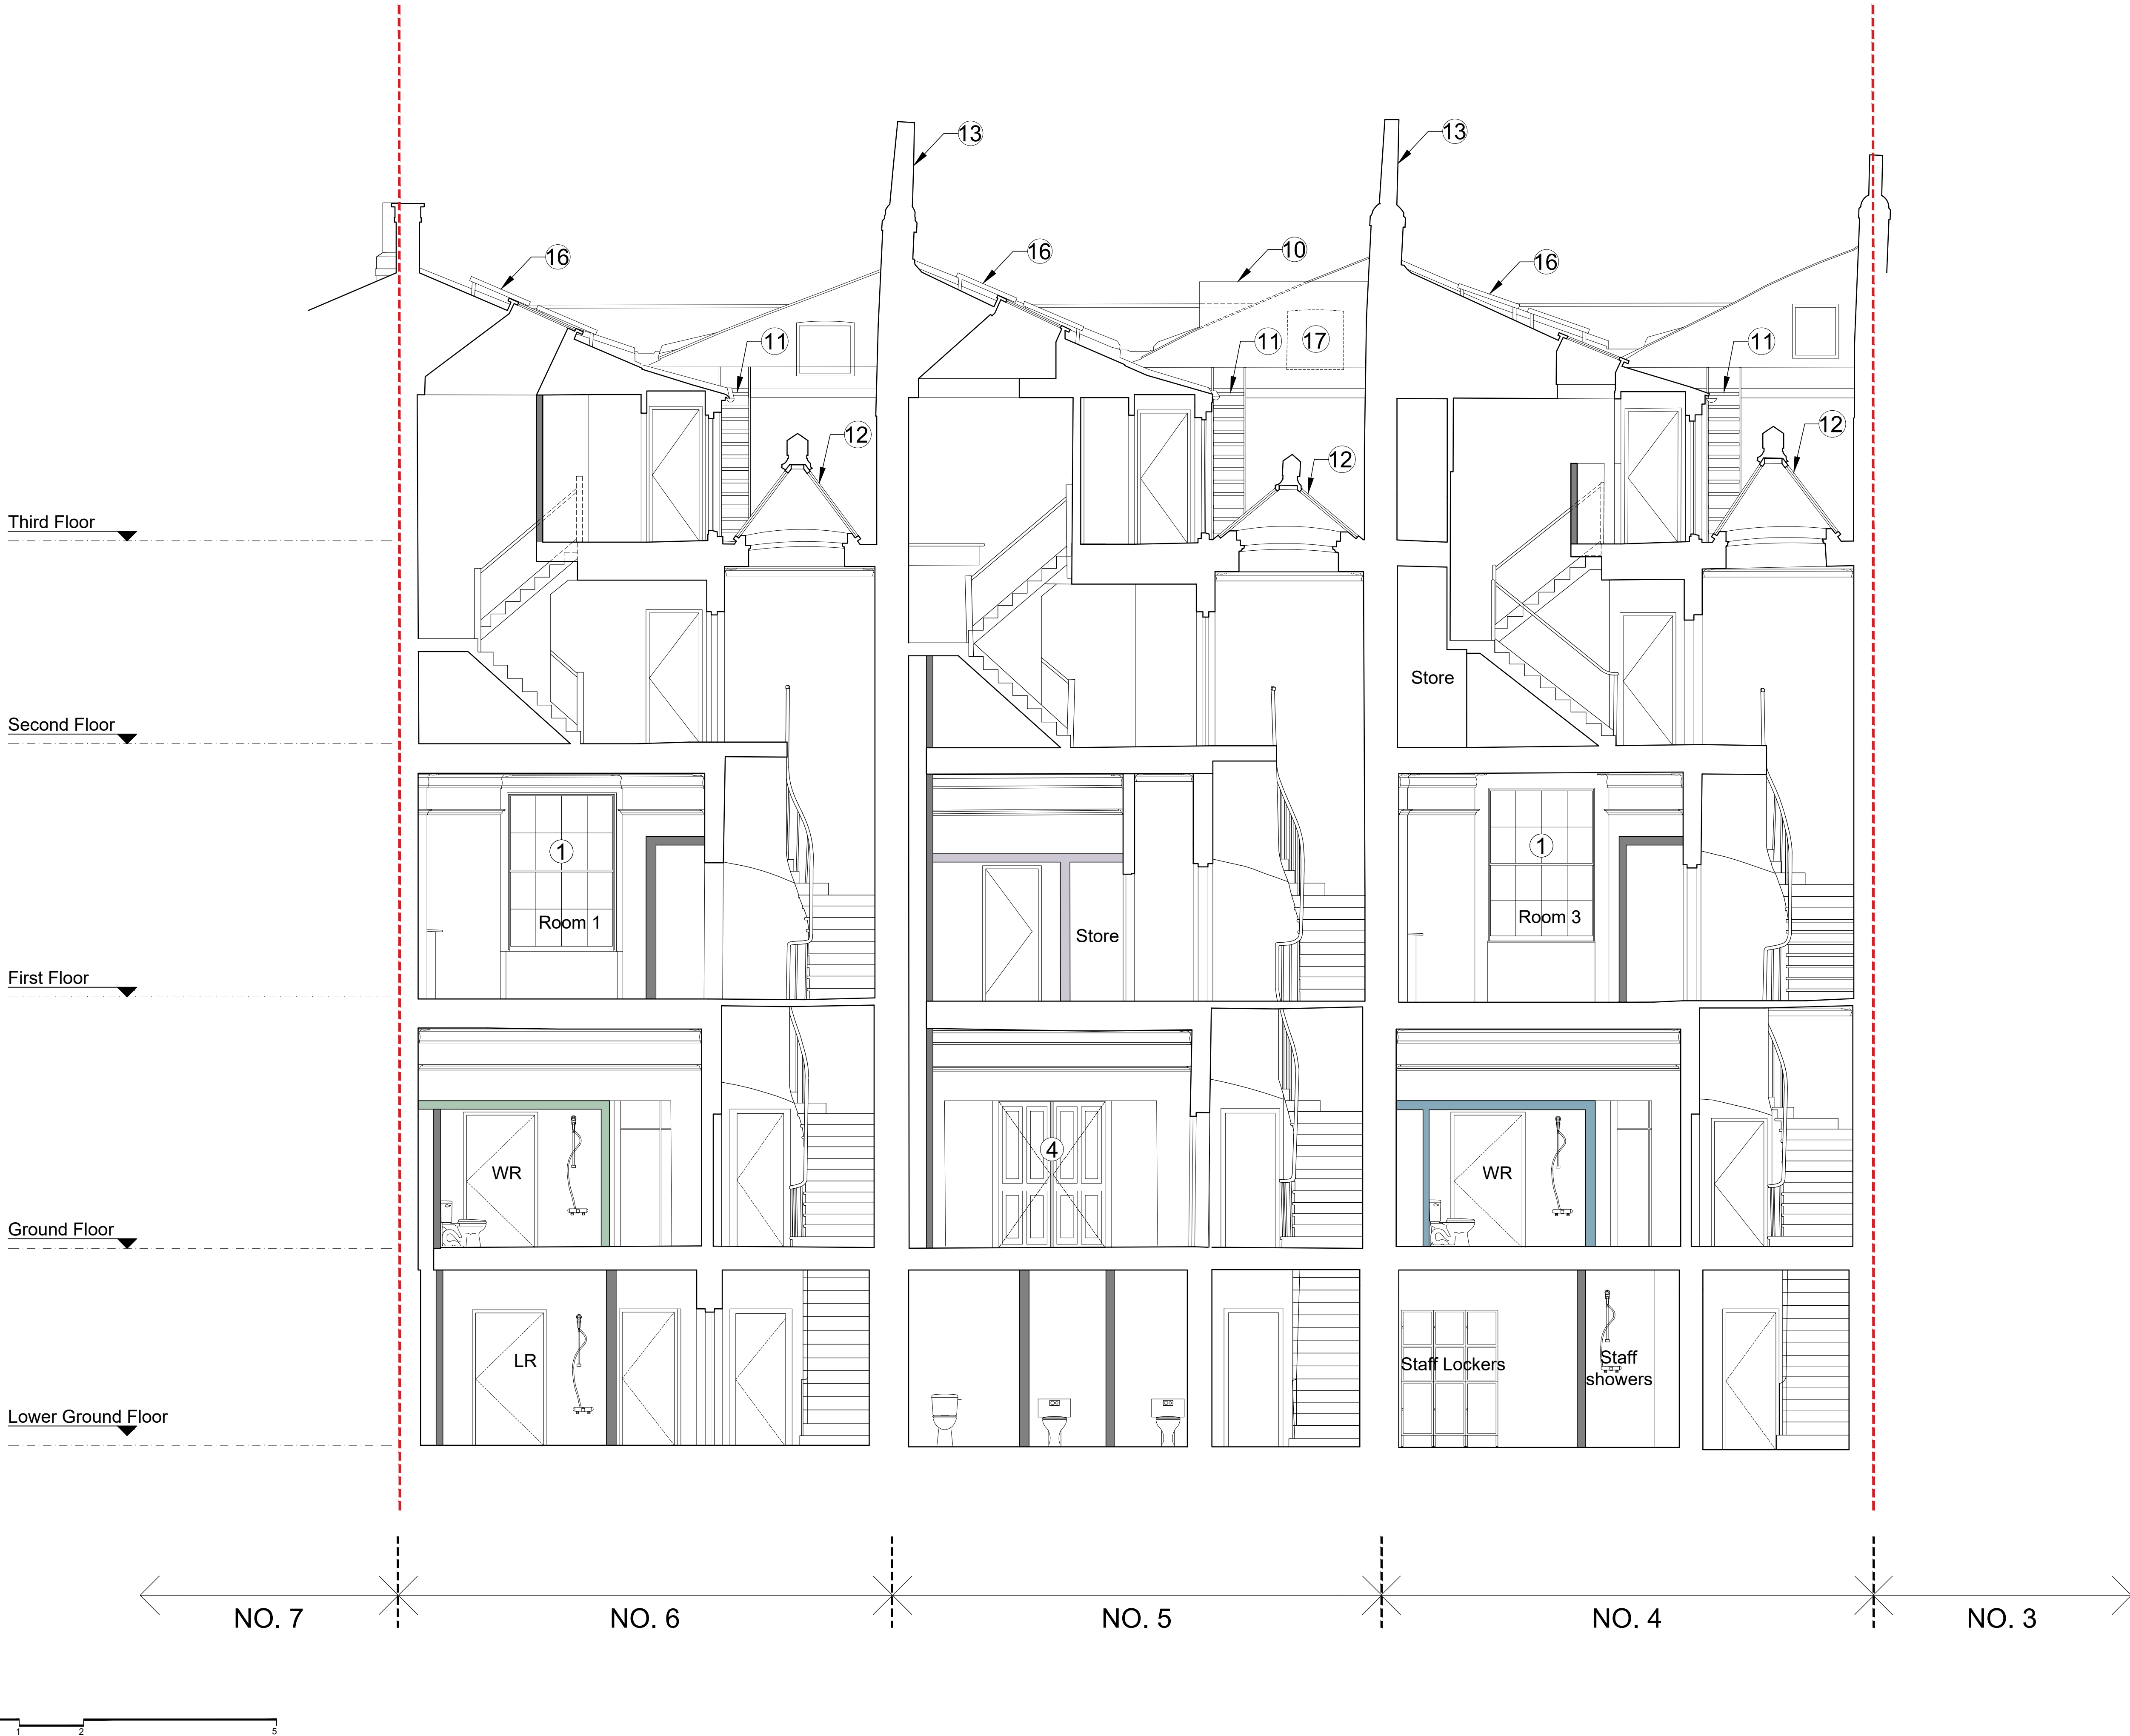 13
13
16
16
10
16
11
11
17
11
12
12
12
Third Floor
Store
Second Floor
1
Room 1
Store
1
Room 3
First Floor
WR
4
WR
Ground Floor
LR
Staff Lockers
Staff
showers
Lower Ground Floor
NO. 7
NO. 6
NO. 5
NO. 4
NO. 3
1 2 5